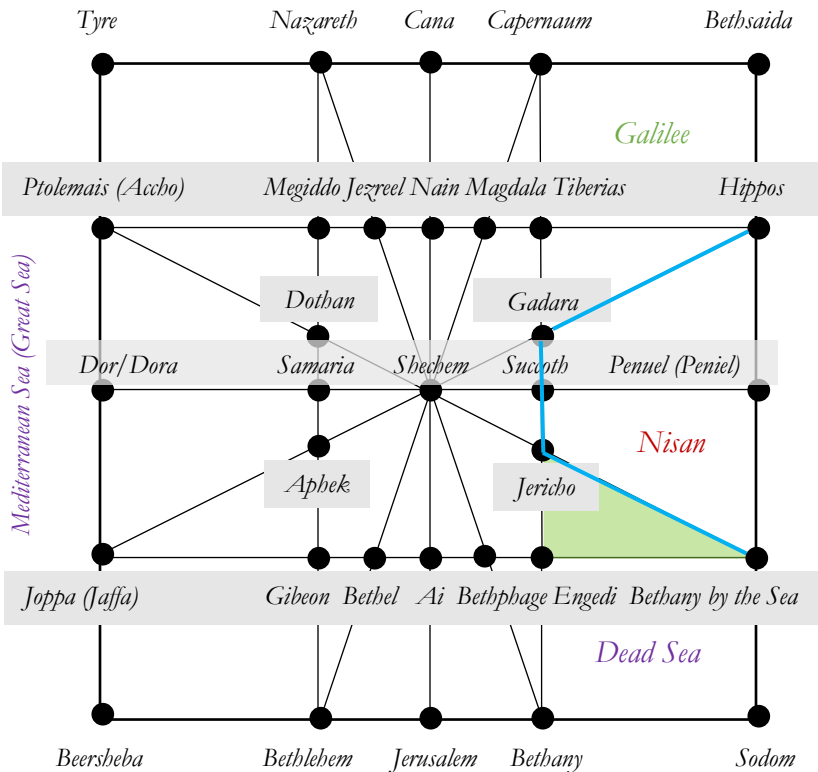 Tyre Nazareth Cana Capernaum Bethsaida
Galilee
Ptolemais (Accho) Megiddo Jezreel Nain Magdala Tiberias Hippos
Mediterranean Sea (Great Sea)
Dothan Gadara
Dor/Dora Samaria Shechem Succoth Penuel (Peniel)
Nisan
Aphek Jericho
Joppa (Jaffa) Gibeon Bethel Ai Bethphage Engedi Bethany by the Sea
Dead Sea
Beersheba Bethlehem Jerusalem Bethany Sodom